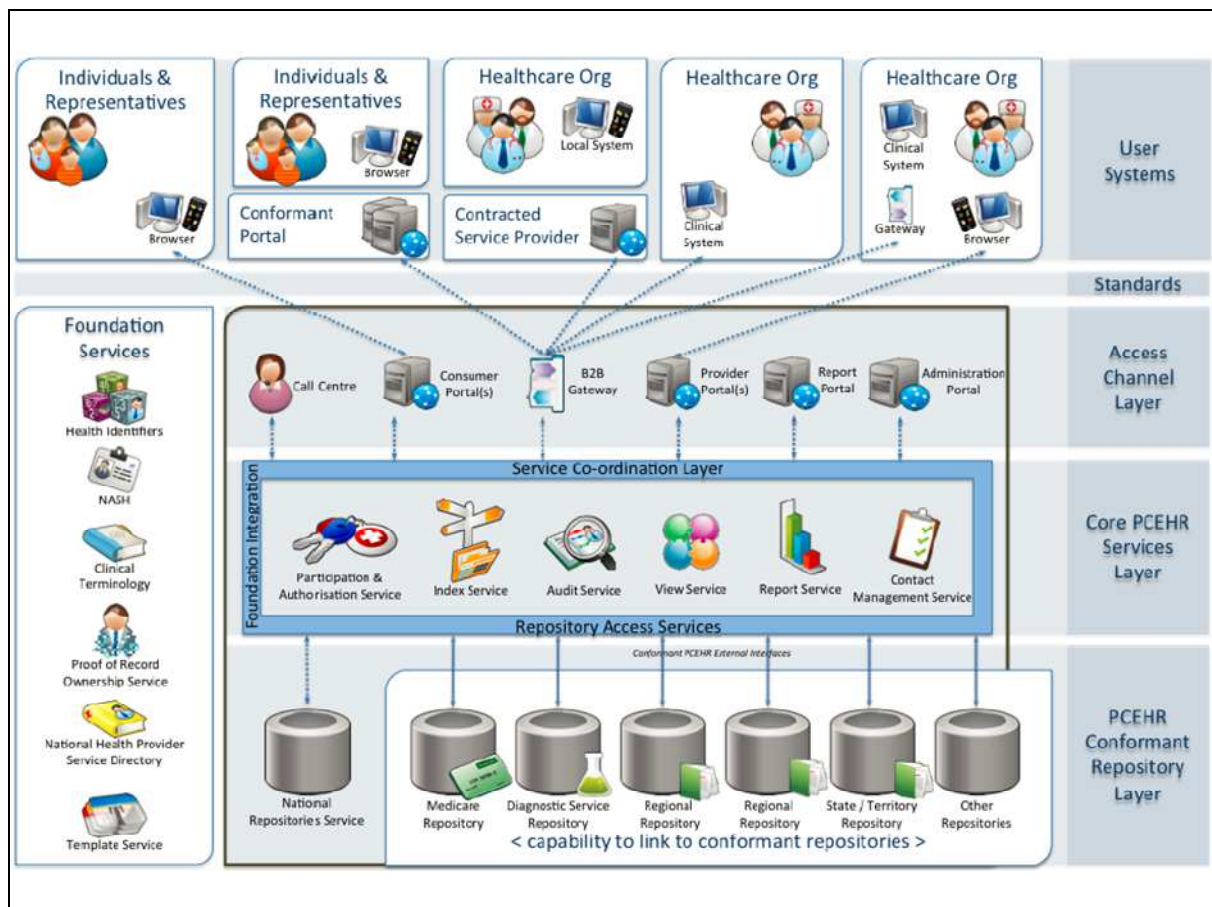 Individuals &
Representatives
Browser
Individuals &
Representatives
Browser
Conformant
Portal
Healthcare Org
Local System
Contracted
Service Provider
Healthcare Org
Clinical
System
Healthcare Org
Clinical
System
Gateway
Browser
User
Systems
Standards
Foundation
Services
Health Identifiers
NASH
Clinical
Terminology
Proof of Record
Ownership Service
National Health Provider
Service Directory
Template Service
Call Centre
Consumer
Portal(s)
B2B
Gateway
Provider
Portal(s)
Report
Portal
Administration
Portal
Access
Channel
Layer
Service Co-ordination Layer
Foundation Integration
Participation &
Authorisation Service
Index Service
Audit Service
View Service
Report Service
Contact
Management Service
Repository Access Services
Core PCEHR
Services
Layer
Conformant PCEHR External Interfaces
National
Repositories Service
Medicare
Repository
Diagnostic Service
Repository
Regional
Repository
Regional
Repository
State / Territory
Repository
Other
Repositories
< capability to link to conformant repositories >
PCEHR
Conformant
Repository
Layer